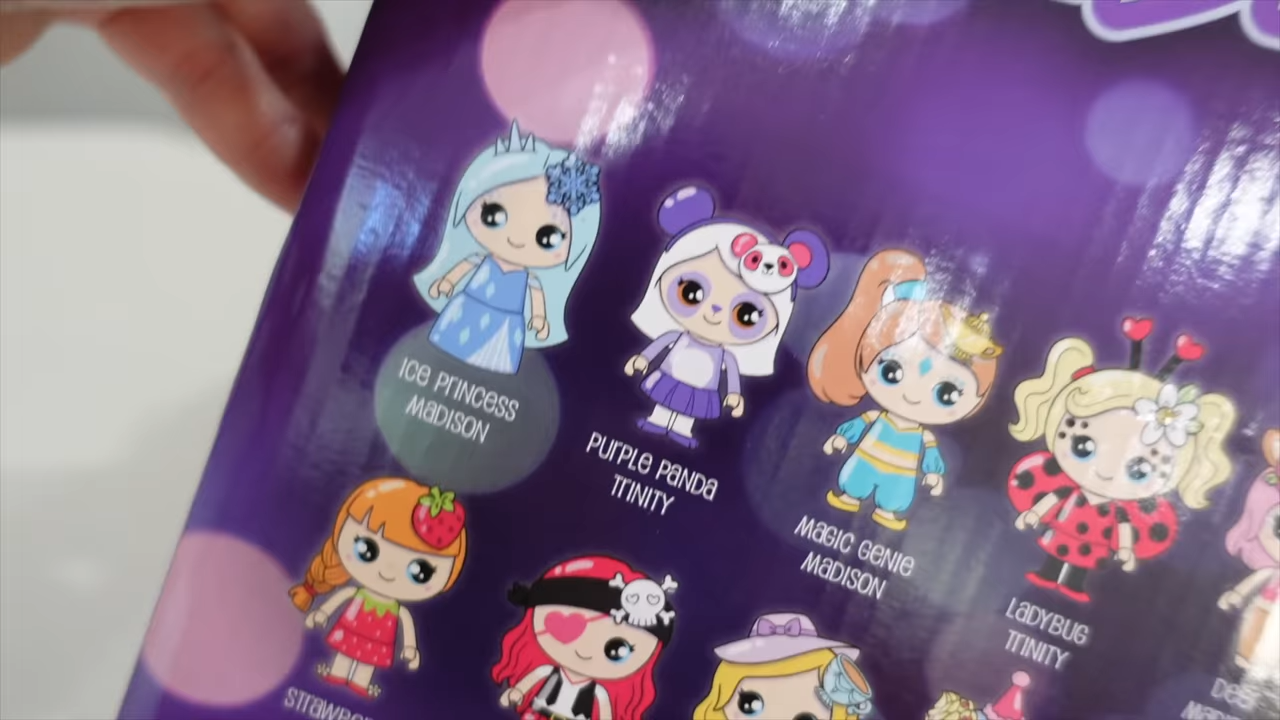 Ice Princess
Madison
Purple Panda
Trinity
Magic Genie
Madison
Ladybug
Trinity